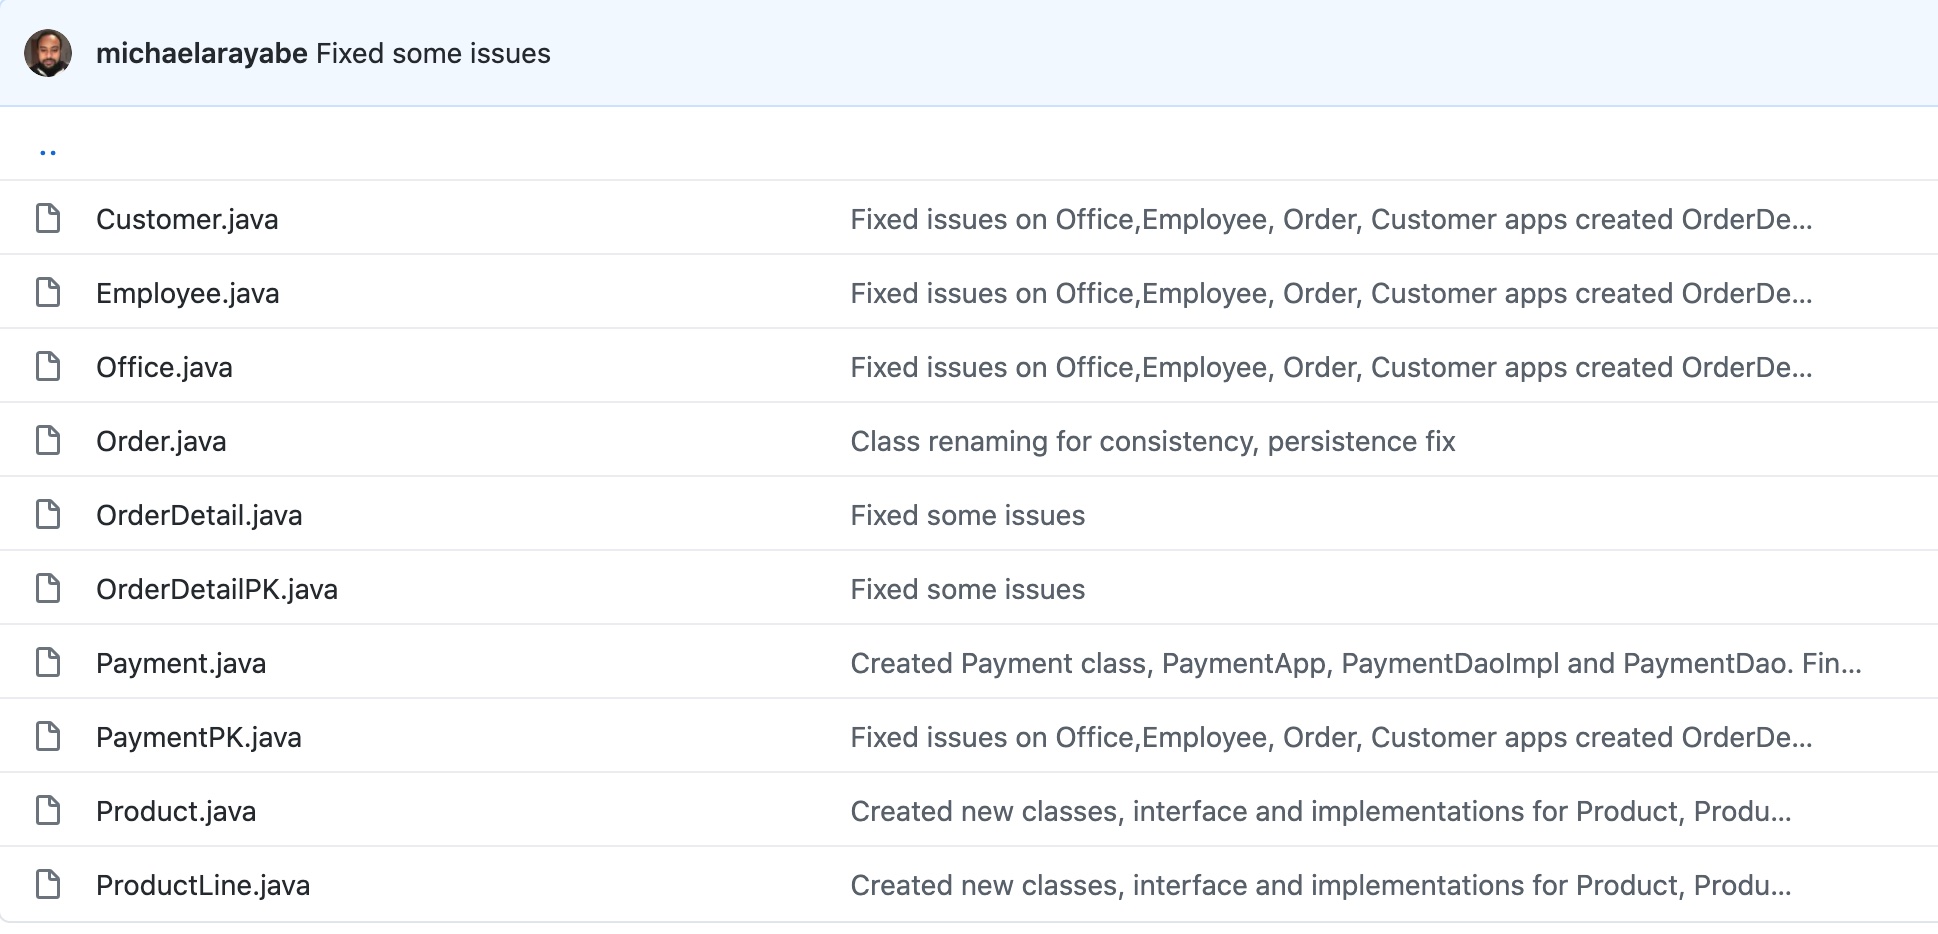 michaelarayabe Fixed some issues
..
Customer.java Fixed issues on Office,Employee, Order, Customer apps created OrderDe...
Employee.java Fixed issues on Office,Employee, Order, Customer apps created OrderDe...
Office.java Fixed issues on Office,Employee, Order, Customer apps created OrderDe...
Order.java Class renaming for consistency, persistence fix
OrderDetail.java Fixed some issues
OrderDetailPK.java Fixed some issues
Payment.java Created Payment class, PaymentApp, PaymentDaoImpl and PaymentDao. Fin...
PaymentPK.java Fixed issues on Office,Employee, Order, Customer apps created OrderDe...
Product.java Created new classes, interface and implementations for Product, Produ...
ProductLine.java Created new classes, interface and implementations for Product, Produ...